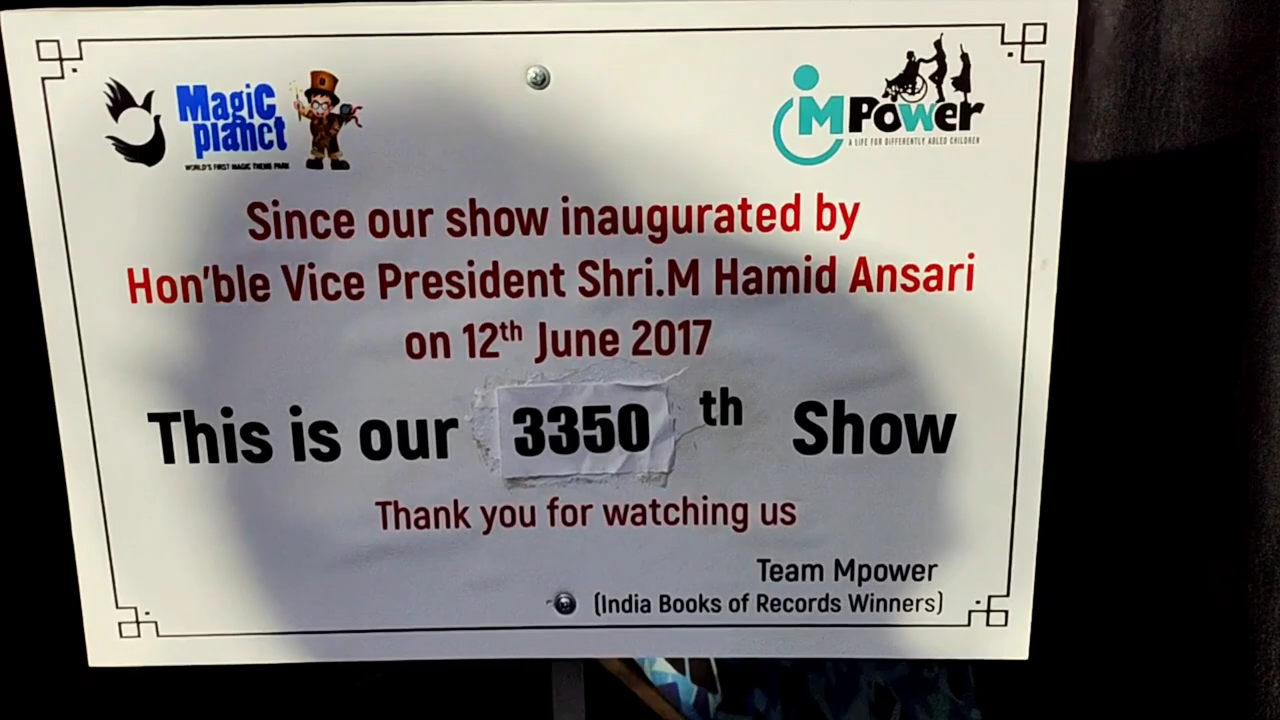 Magic planet
WORLD'S FIRST MAGIC THEME PARK
MPower
A LIFE FOR DIFFERENTLY ABLED CHILDREN
Since our show inaugurated by
Hon'ble Vice President Shri.M Hamid Ansari
on 12th June 2017
This is our 3350 th Show
Thank you for watching us
Team Mpower
(India Books of Records Winners)